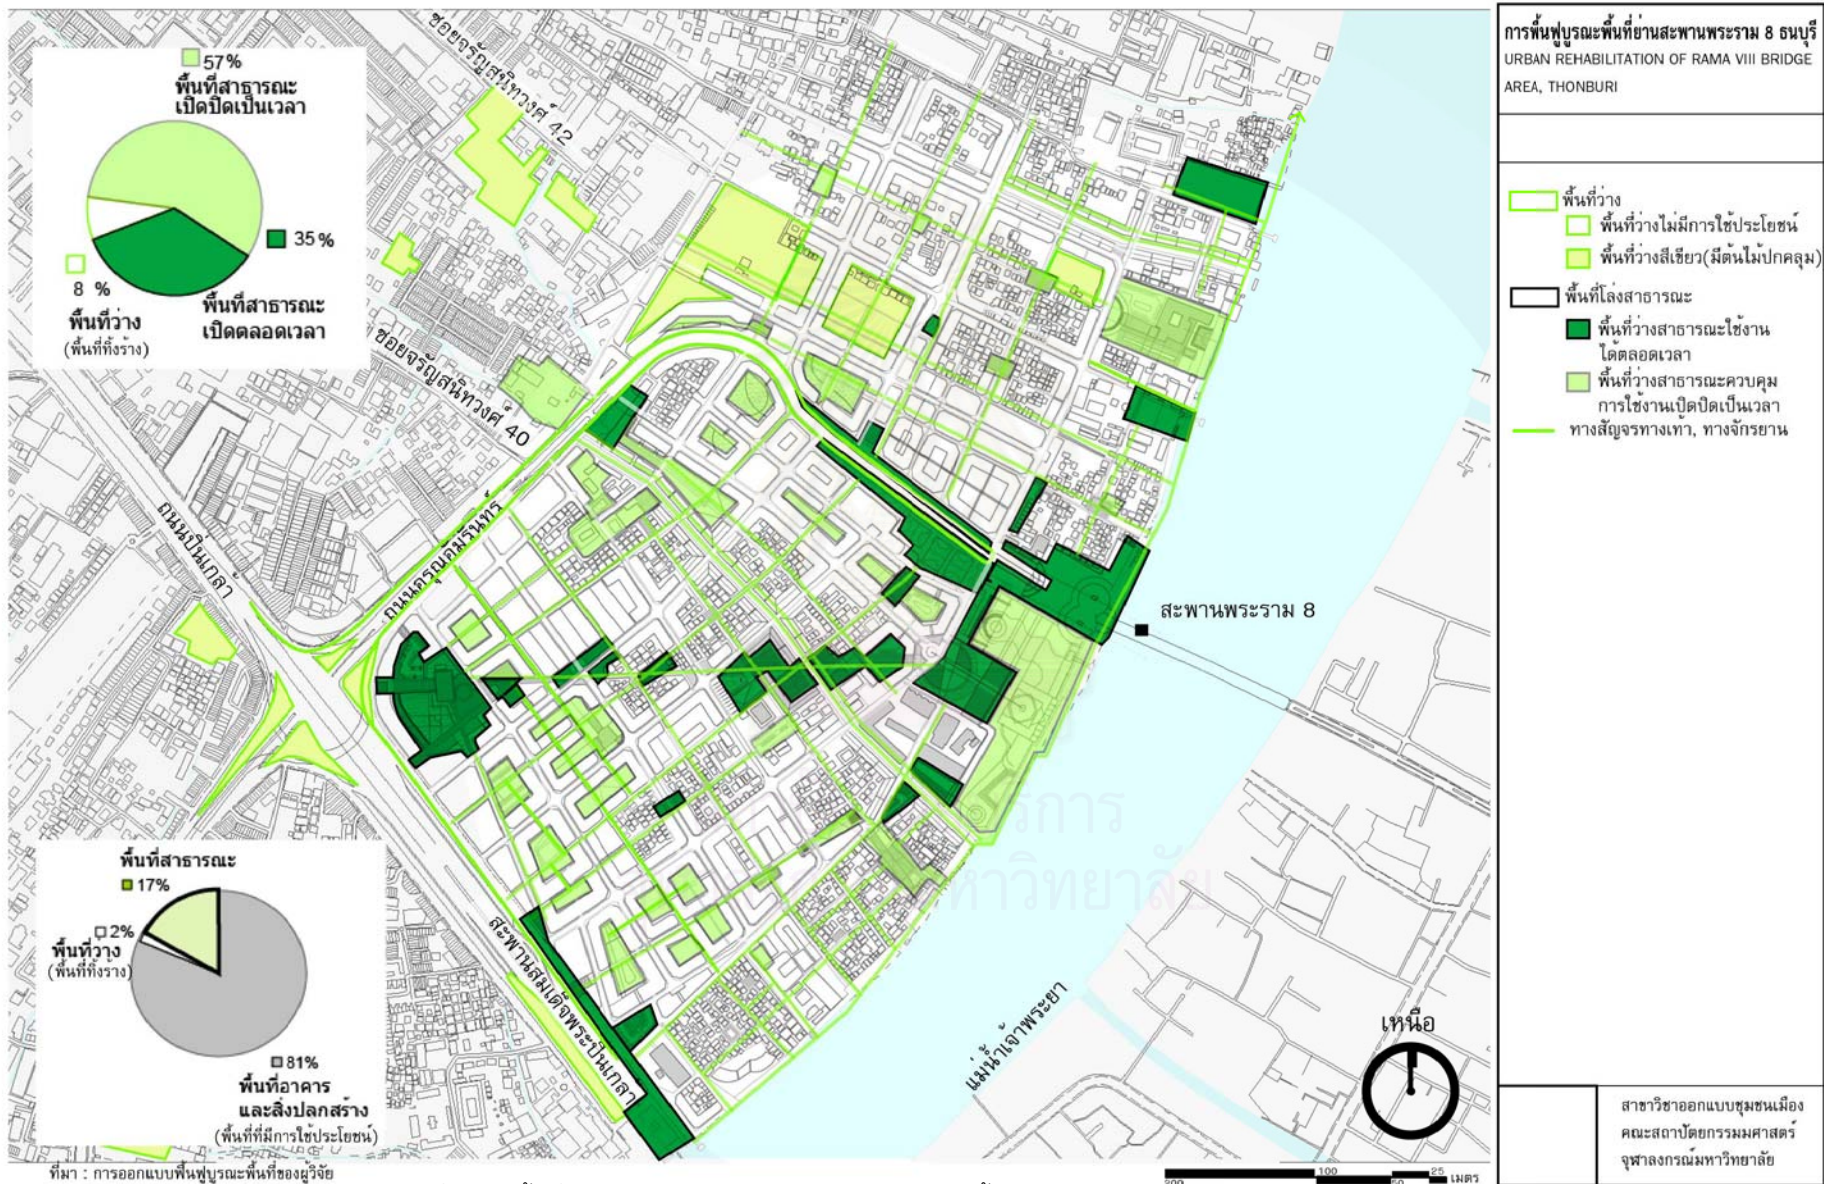 การฟื้นฟูบูรณะพื้นที่ย่านสะพานพระราม 8 ธนบุรี
URBAN REHABILITATION OF RAMA VIII BRIDGE
AREA, THONBURI
พื้นที่ว่าง
พื้นที่ว่างไม่มีการใช้ประโยชน์
พื้นที่ว่างสีเขียว(มีต้นไม้ปกคลุม)
พื้นที่โล่งสาธารณะ
พื้นที่ว่างสาธารณะใช้งาน
ได้ตลอดเวลา
พื้นที่ว่างสาธารณะควบคุม
การใช้งานเปิดปิดเป็นเวลา
ทางสัญจรทางเท้า, ทางจักรยาน
57%
พื้นที่สาธารณะ
เปิดปิดเป็นเวลา
35%
8 %
พื้นที่ว่าง
(พื้นที่ทิ้งร้าง)
พื้นที่สาธารณะ
เปิดตลอดเวลา
ซอยจรัญสนิทวงศ์ 42
ซอยจรัญสนิทวงศ์ 40
ถนนปิ่นเกล้า
ถนนอรุณอัมรินทร์
สะพานพระราม 8
สะพานสมเด็จพระปิ่นเกล้า
แม่น้ำเจ้าพระยา
เหนือ
พื้นที่สาธารณะ
17%
2%
พื้นที่ว่าง
(พื้นที่ทิ้งร้าง)
81%
พื้นที่อาคาร
และสิ่งปลูกสร้าง
(พื้นที่ที่มีการใช้ประโยชน์)
ที่มา : การออกแบบฟื้นฟูบูรณะพื้นที่ของผู้วิจัย
200
100
50
25
เมตร
สาขาวิชาออกแบบชุมชนเมือง
คณะสถาปัตยกรรมศาสตร์
จุฬาลงกรณ์มหาวิทยาลัย